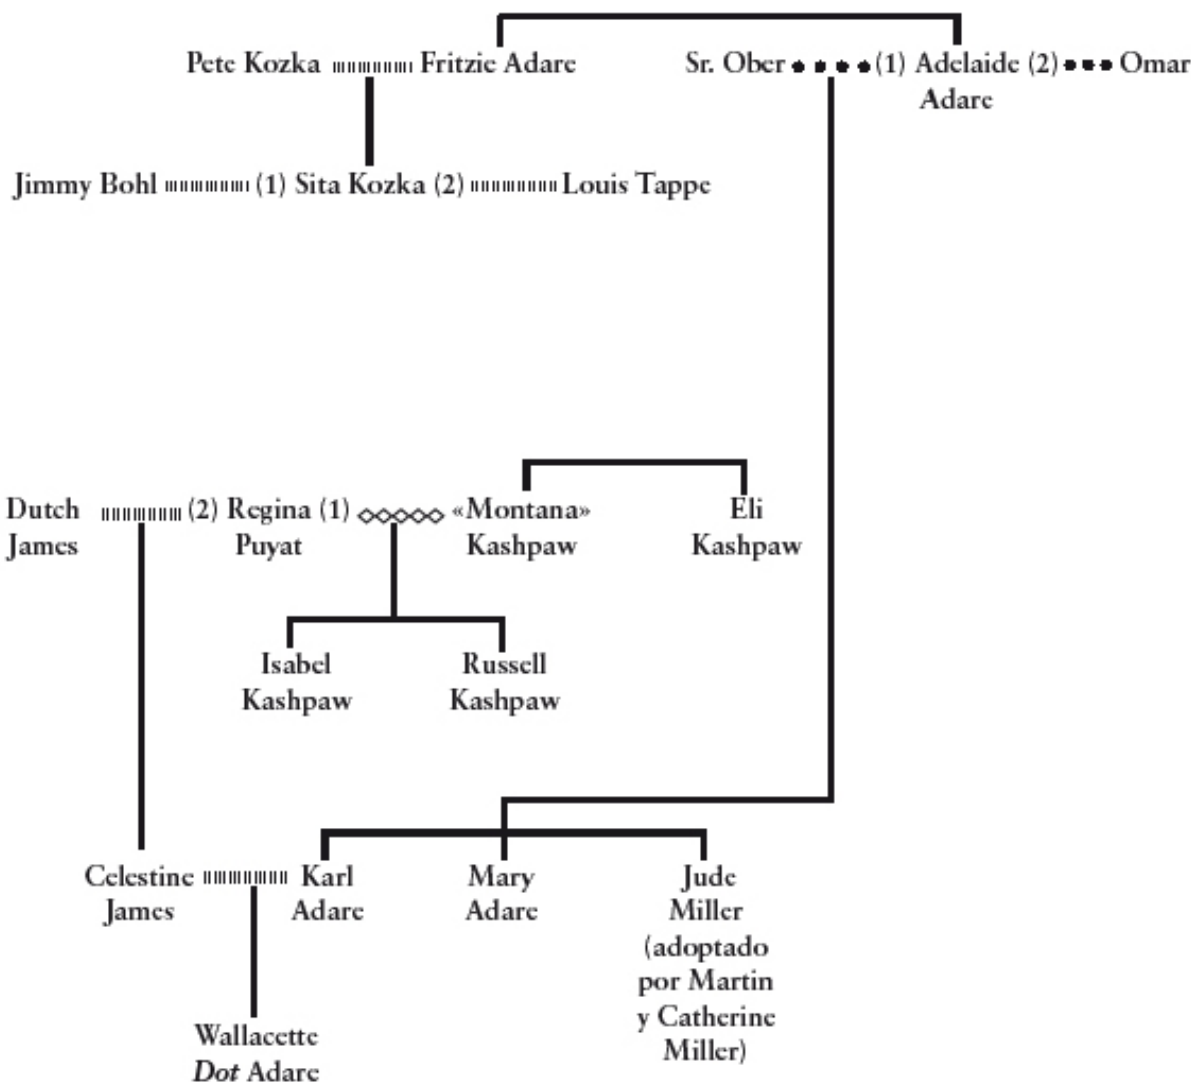 Pete Kozka Fritzie Adare Sr. Ober (1) Adelaide (2) Omar
Adare
Jimmy Bohl (1) Sita Kozka (2) Louis Tappe
Dutch (2) Regina (1) «Montana» Eli
James Puyat Kashpaw Kashpaw
Isabel Russell
Kashpaw Kashpaw
Celestine Karl Mary Jude
James Adare Adare Miller
(adoptado
por Martin
y Catherine
Miller)
Wallacette
Dot Adare